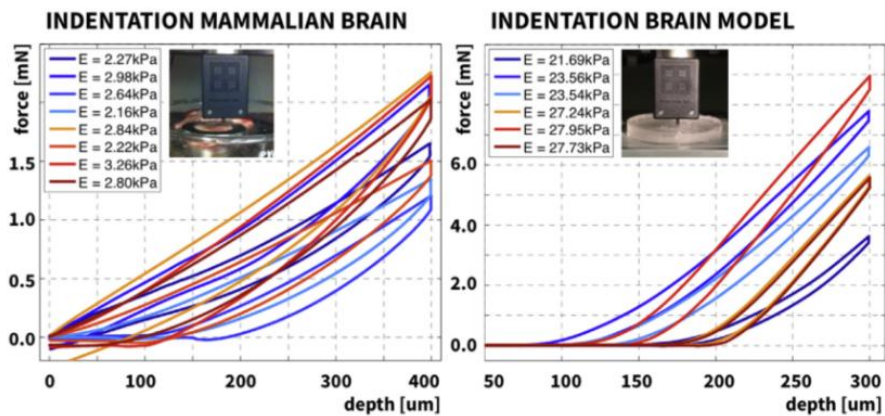 INDENTATION MAMMALIAN BRAIN
force [mN]
E = 2.27kPa
E = 2.98kPa
E = 2.64kPa
E = 2.16kPa
E = 2.84kPa
E = 2.22kPa
E = 3.26kPa
E = 2.80kPa
1.5
1.0
0.5
0.0
0 100 200 300 400
depth [um]
INDENTATION BRAIN MODEL
force [mN]
E = 21.69kPa
E = 23.56kPa
E = 23.54kPa
E = 27.24kPa
E = 27.95kPa
E = 27.73kPa
6.0
4.0
2.0
0.0
50 100 150 200 250 300
depth [um]